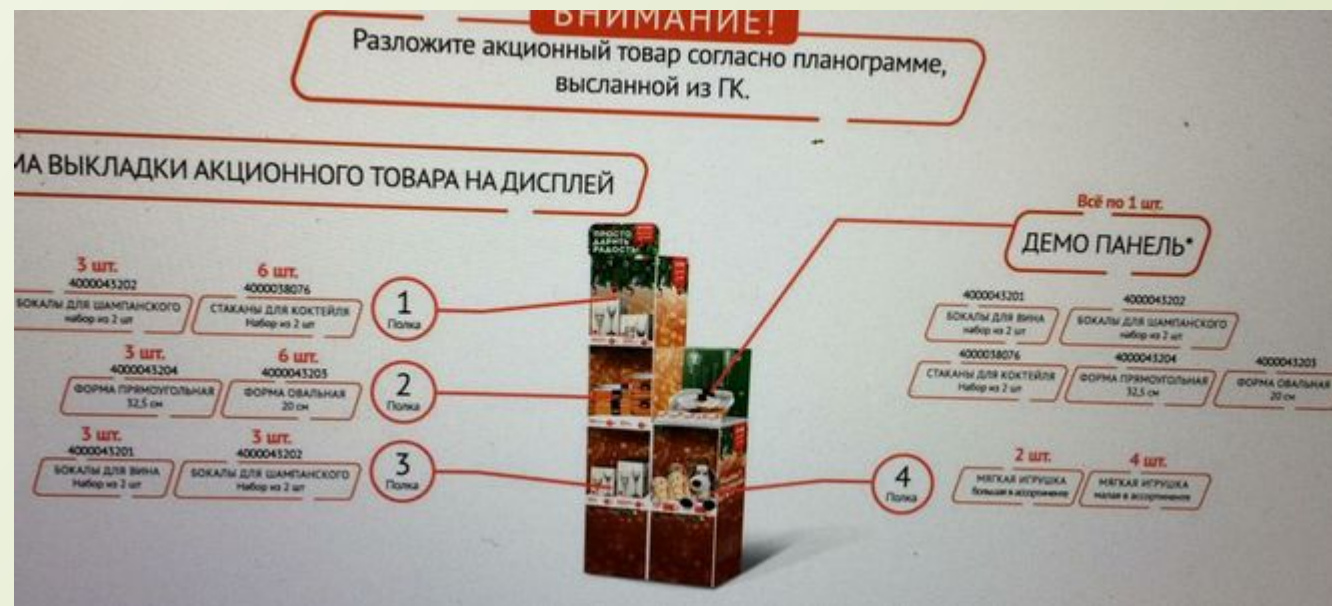 ВНИМАНИЕ!
Разложите акционный товар согласно планограмме,
высланной из ГК.
МА ВЫКЛАДКИ АКЦИОННОГО ТОВАРА НА ДИСПЛЕЙ
3 шт.
4000043202
БОКАЛЫ ДЛЯ ШАМПАНСКОГО
набор из 2 шт
6 шт.
4000038076
СТАКАНЫ ДЛЯ КОКТЕЙЛЯ
Набор из 2 шт
1
Полка
3 шт.
4000043204
ФОРМА ПРЯМОУГОЛЬНАЯ
32,5 см
6 шт.
4000043203
ФОРМА ОВАЛЬНАЯ
20 см
2
Полка
3 шт.
4000043201
БОКАЛЫ ДЛЯ ВИНА
Набор из 2 шт
3 шт.
4000043202
БОКАЛЫ ДЛЯ ШАМПАНСКОГО
Набор из 2 шт
3
Полка
ПРОСТО
ДАРИТЬ
РАДОСТЬ!
Всё по 1 шт.
ДЕМО ПАНЕЛЬ*
4000043201
БОКАЛЫ ДЛЯ ВИНА
набор из 2 шт
4000043202
БОКАЛЫ ДЛЯ ШАМПАНСКОГО
набор из 2 шт
4000038076
СТАКАНЫ ДЛЯ КОКТЕЙЛЯ
Набор из 2 шт
4000043204
ФОРМА ПРЯМОУГОЛЬНАЯ
32,5 см
4000043203
ФОРМА ОВАЛЬНАЯ
20 см
4
Полка
2 шт.
МЯГКАЯ ИГРУШКА
большая в ассортименте
4 шт.
МЯГКАЯ ИГРУШКА
малая в ассортименте